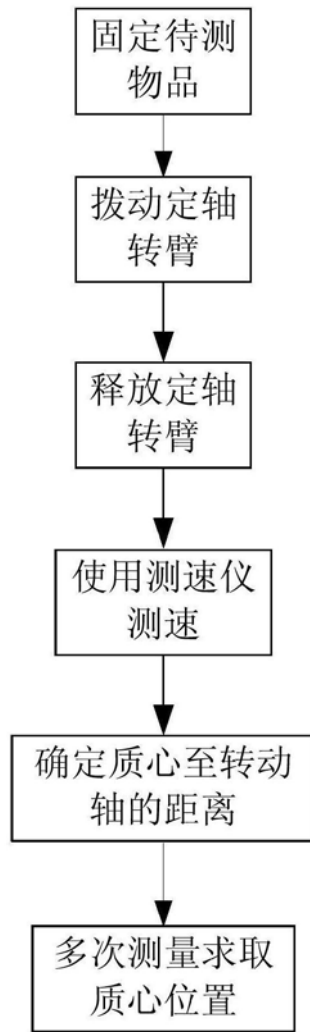 固定待测
物品
拨动定轴
转臂
释放定轴
转臂
使用测速仪
测速
确定质心至转动
轴的距离
多次测量求取
质心位置